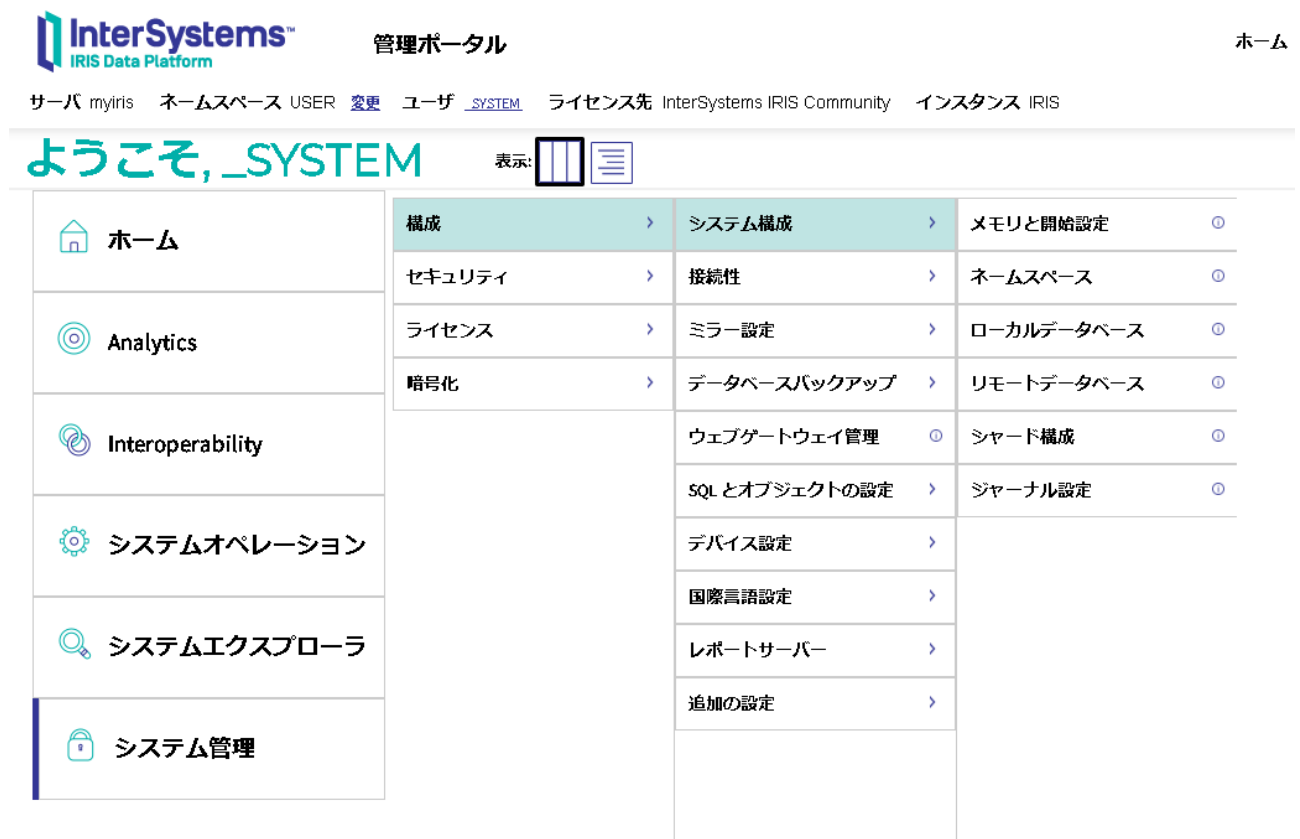 InterSystems™
IRIS Data Platform
管理ポータル
ホーム
サーバ myiris ネームスペース USER 変更 ユーザ _SYSTEM ライセンス先 InterSystems IRIS Community インスタンス IRIS
ようこそ, _SYSTEM
表示:
ホーム
Analytics
Interoperability
システムオペレーション
システムエクスプローラ
システム管理
構成
セキュリティ
ライセンス
暗号化
システム構成
接続性
ミラー設定
データベースバックアップ
ウェブゲートウェイ管理
SQL とオブジェクトの設定
デバイス設定
国際言語設定
レポートサーバー
追加の設定
メモリと開始設定
ネームスペース
ローカルデータベース
リモートデータベース
シャード構成
ジャーナル設定